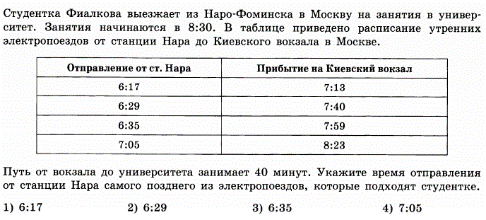 Студентка Фиалкова выезжает из Наро-Фоминска в Москву на занятия в универ-
ситет. Занятия начинаются в 8:30. В таблице приведено расписание утренних
электропоездов от станции Нара до Киевского вокзала в Москве.
Отправление от ст. Нара Прибытие на Киевский вокзал
6:17 7:13
6:29 7:40
6:35 7:59
7:05 8:23
Путь от вокзала до университета занимает 40 минут. Укажите время отправления
от станции Нара самого позднего из электропоездов, которые подходят студентке.
1) 6:17 2) 6:29 3) 6:35 4) 7:05